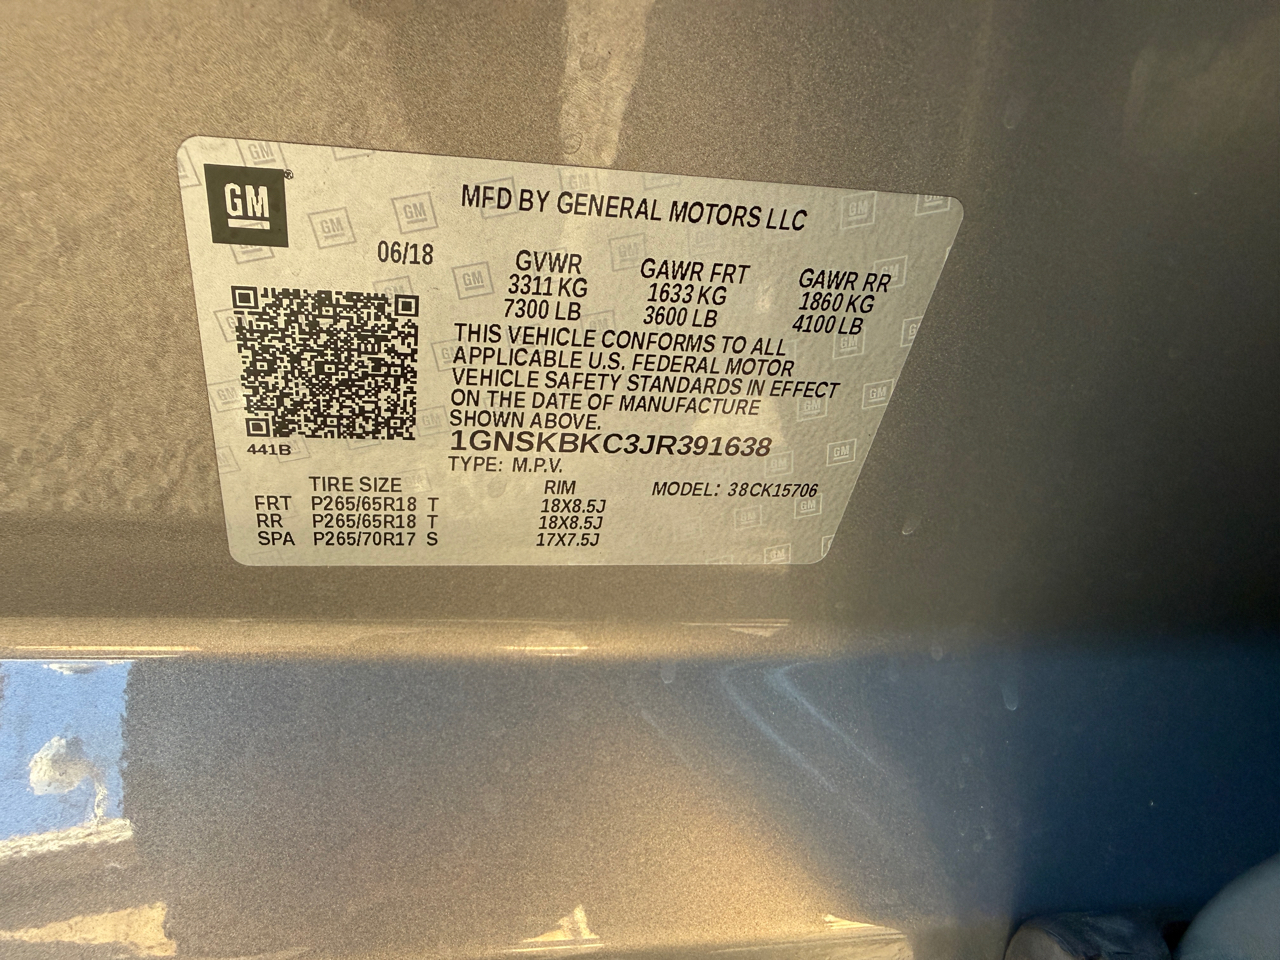 GM®
MFD BY GENERAL MOTORS LLC
06/18
GVWR
3311 KG
7300 LB
GAWR FRT
1633 KG
3600 LB
GAWR RR
1860 KG
4100 LB
THIS VEHICLE CONFORMS TO ALL
APPLICABLE U.S. FEDERAL MOTOR
VEHICLE SAFETY STANDARDS IN EFFECT
ON THE DATE OF MANUFACTURE
SHOWN ABOVE.
441B
1GNSKBKC3JR391638
TYPE: M.P.V.
TIRE SIZE RIM MODEL: 38CK15706
FRT P265/65R18 T 18X8.5J
RR P265/65R18 T 18X8.5J
SPA P265/70R17 S 17X7.5J